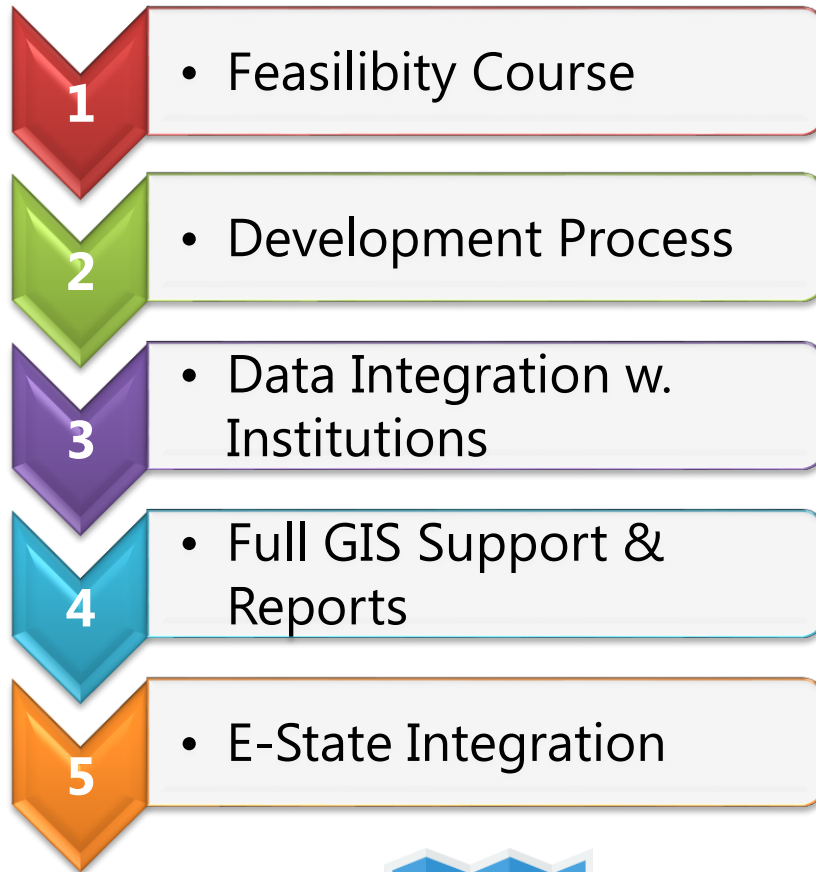 1
• Feasilibity Course
2
• Development Process
3
• Data Integration w.
Institutions
4
• Full GIS Support &
Reports
5
• E-State Integration